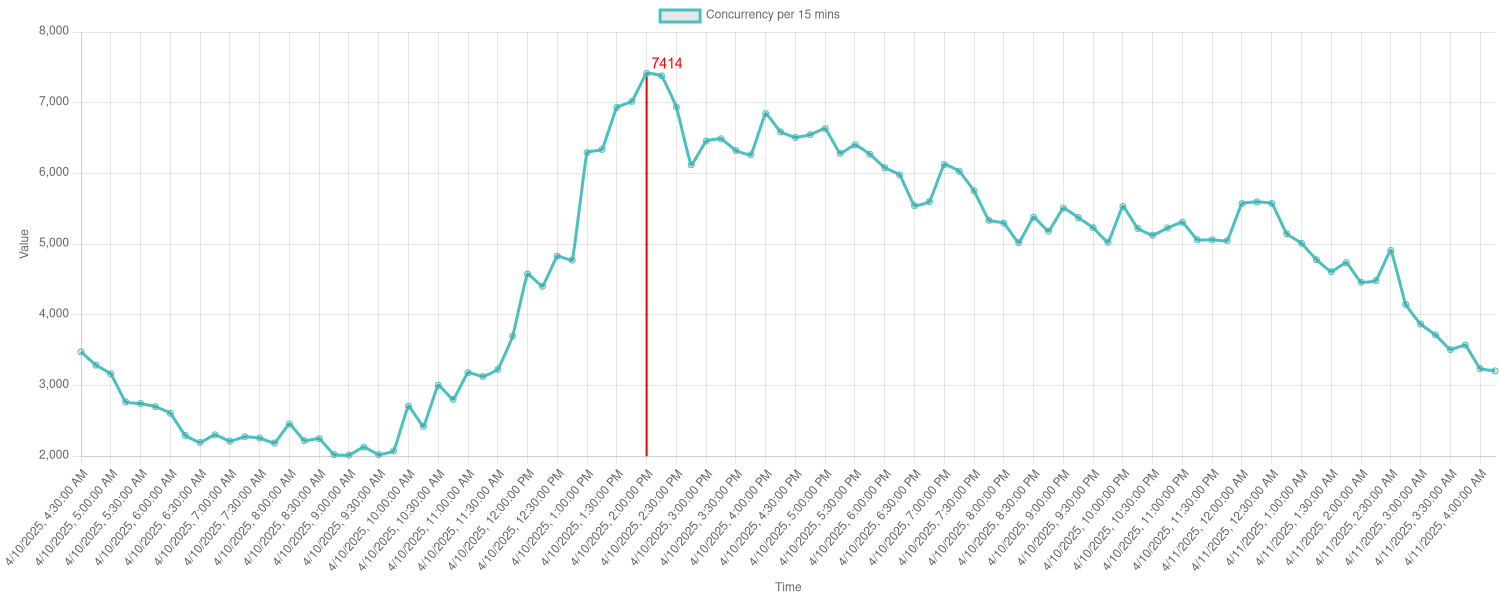 Concurrency per 15 mins
8,000
7414
7,000
6,000
5,000
Value
4,000
3,000
2,000
4/10/2025, 4:30:00 AM
4/10/2025, 5:00:00 AM
4/10/2025, 5:30:00 AM
4/10/2025, 6:00:00 AM
4/10/2025, 6:30:00 AM
4/10/2025, 7:00:00 AM
4/10/2025, 7:30:00 AM
4/10/2025, 8:00:00 AM
4/10/2025, 8:30:00 AM
4/10/2025, 9:00:00 AM
4/10/2025, 9:30:00 AM
4/10/2025, 10:00:00 AM
4/10/2025, 10:30:00 AM
4/10/2025, 11:00:00 AM
4/10/2025, 11:30:00 AM
4/10/2025, 12:00:00 PM
4/10/2025, 12:30:00 PM
4/10/2025, 1:00:00 PM
4/10/2025, 1:30:00 PM
4/10/2025, 2:00:00 PM
4/10/2025, 2:30:00 PM
4/10/2025, 3:00:00 PM
4/10/2025, 3:30:00 PM
4/10/2025, 4:00:00 PM
4/10/2025, 4:30:00 PM
4/10/2025, 5:00:00 PM
4/10/2025, 5:30:00 PM
4/10/2025, 6:00:00 PM
4/10/2025, 6:30:00 PM
4/10/2025, 7:00:00 PM
4/10/2025, 7:30:00 PM
4/10/2025, 8:00:00 PM
4/10/2025, 8:30:00 PM
4/10/2025, 9:00:00 PM
4/10/2025, 9:30:00 PM
4/10/2025, 10:00:00 PM
4/10/2025, 10:30:00 PM
4/10/2025, 11:00:00 PM
4/10/2025, 11:30:00 PM
4/11/2025, 12:00:00 AM
4/11/2025, 12:30:00 AM
4/11/2025, 1:00:00 AM
4/11/2025, 1:30:00 AM
4/11/2025, 2:00:00 AM
4/11/2025, 2:30:00 AM
4/11/2025, 3:00:00 AM
4/11/2025, 3:30:00 AM
4/11/2025, 4:00:00 AM
Time